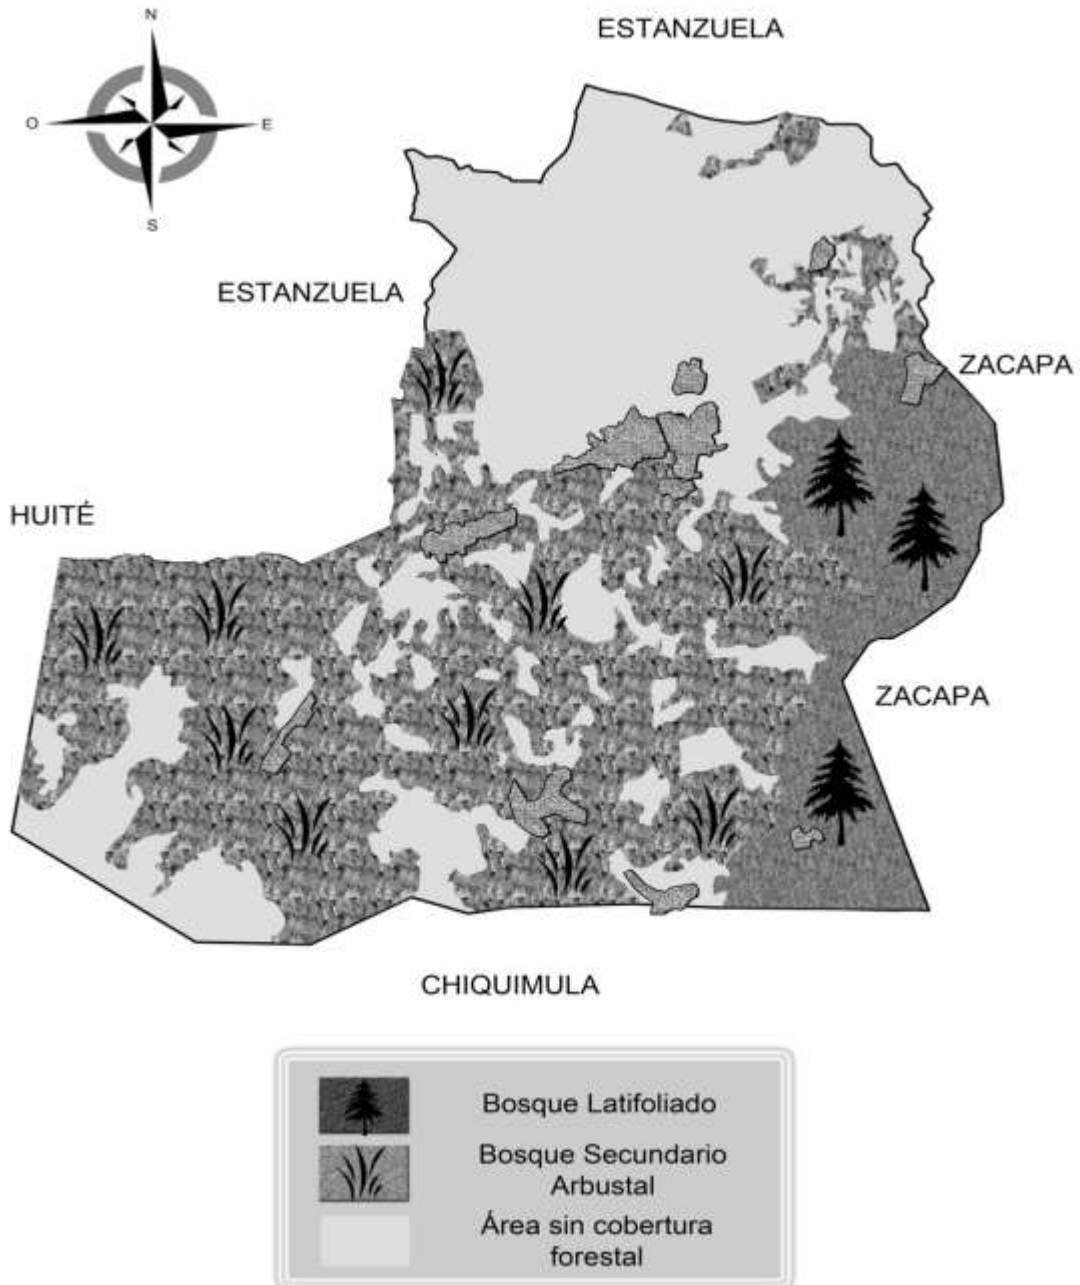 N
ESTANZUELA
O
E
S
ESTANZUELA
ZACAPA
HUITÉ
ZACAPA
CHIQUIMULA
Bosque Latifoliado
Bosque Secundario
Arbustal
Área sin cobertura
forestal